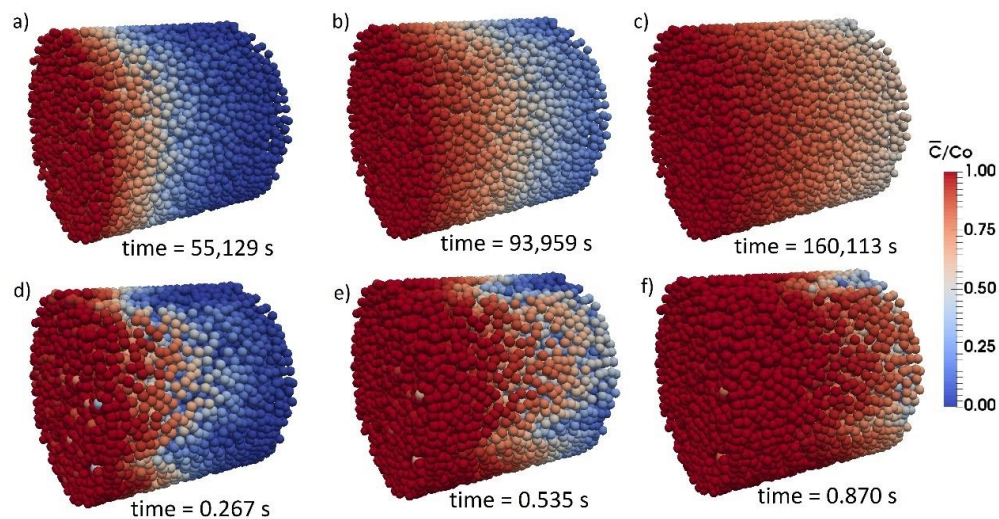 a)
b)
c)
time = 55,129 s
time = 93,959 s
time = 160,113 s
d)
e)
f)
time = 0.267 s
time = 0.535 s
time = 0.870 s
C̅/Co
1.00
0.75
0.50
0.25
0.00